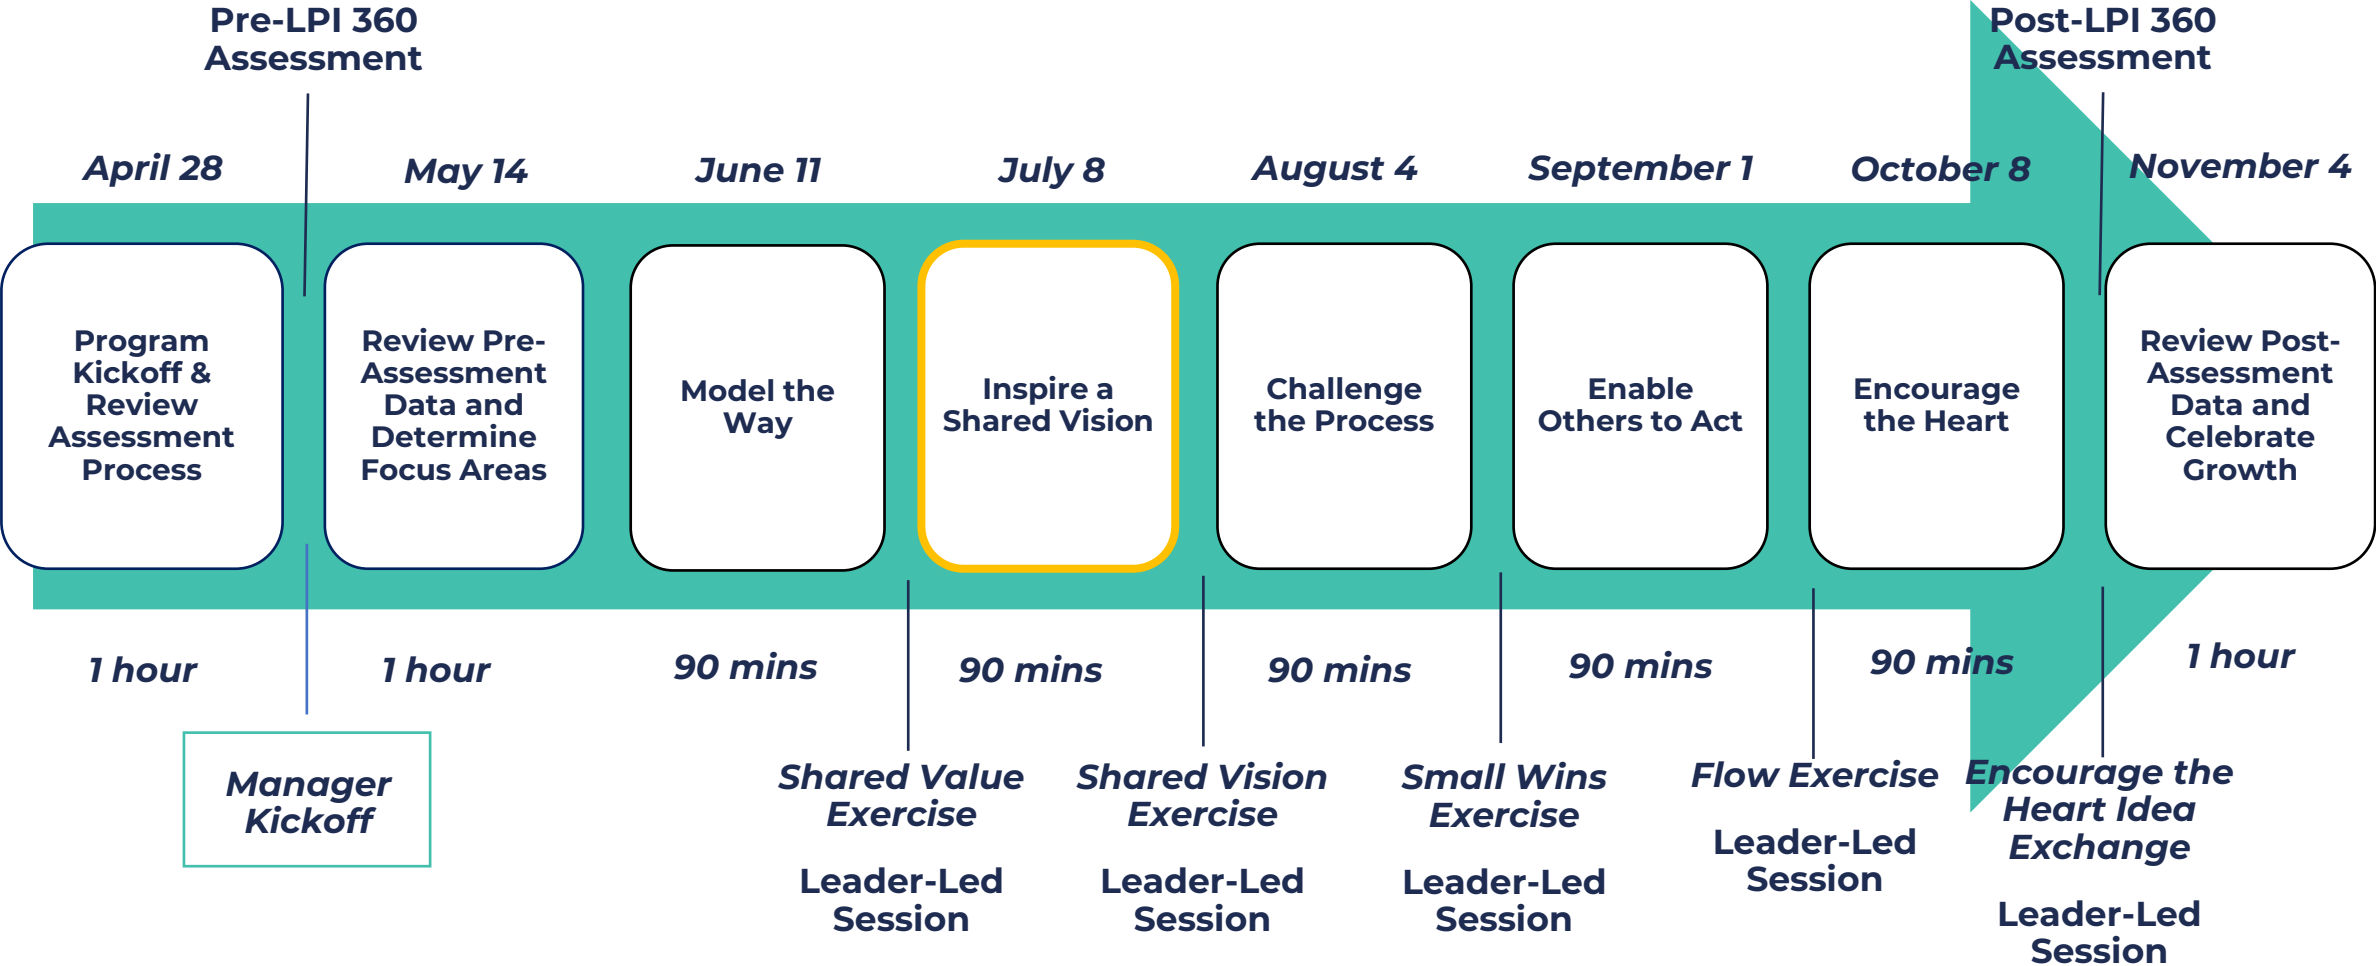 Pre-LPI 360
Assessment
Post-LPI 360
Assessment
April 28
May 14
June 11
July 8
August 4
September 1
October 8
November 4
Program
Kickoff &
Review
Assessment
Process
Review Pre-
Assessment
Data and
Determine
Focus Areas
Model the
Way
Inspire a
Shared Vision
Challenge
the Process
Enable
Others to Act
Encourage
the Heart
Review Post-
Assessment
Data and
Celebrate
Growth
1 hour
1 hour
90 mins
90 mins
90 mins
90 mins
90 mins
1 hour
Manager
Kickoff
Shared Value
Exercise
Leader-Led
Session
Shared Vision
Exercise
Leader-Led
Session
Small Wins
Exercise
Leader-Led
Session
Flow Exercise
Leader-Led
Session
Encourage the
Heart Idea
Exchange
Leader-Led
Session